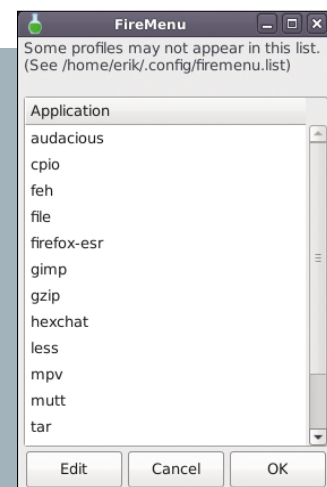 FireMenu
Some profiles may not appear in this list.
(See /home/erik/.config/firemenu.list)
Application
audacious
cpio
feh
file
firefox-esr
gimp
gzip
hexchat
less
mpv
mutt
tar
Edit Cancel OK